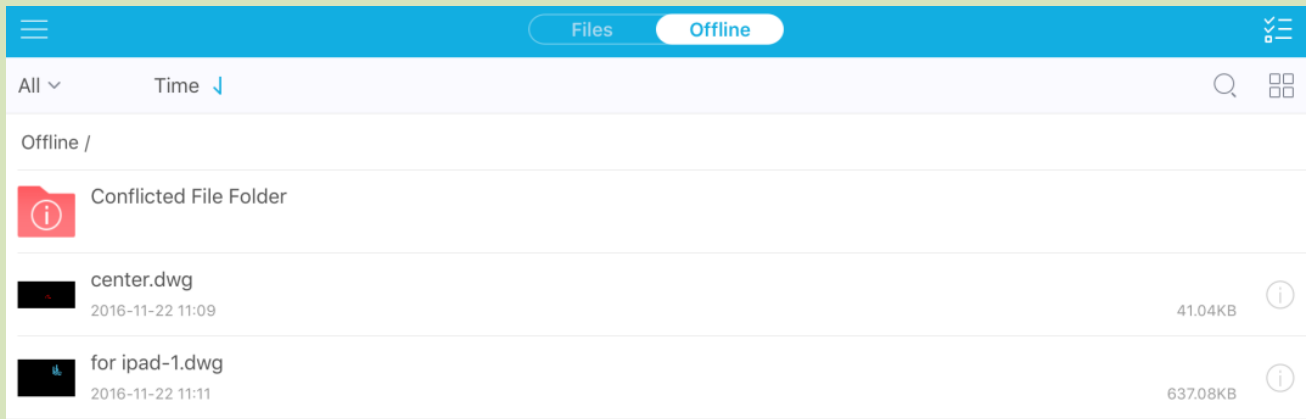 Files Offline
All Time
Offline /
Conflicted File Folder
center.dwg
2016-11-22 11:09 41.04KB
for ipad-1.dwg
2016-11-22 11:11 637.08KB